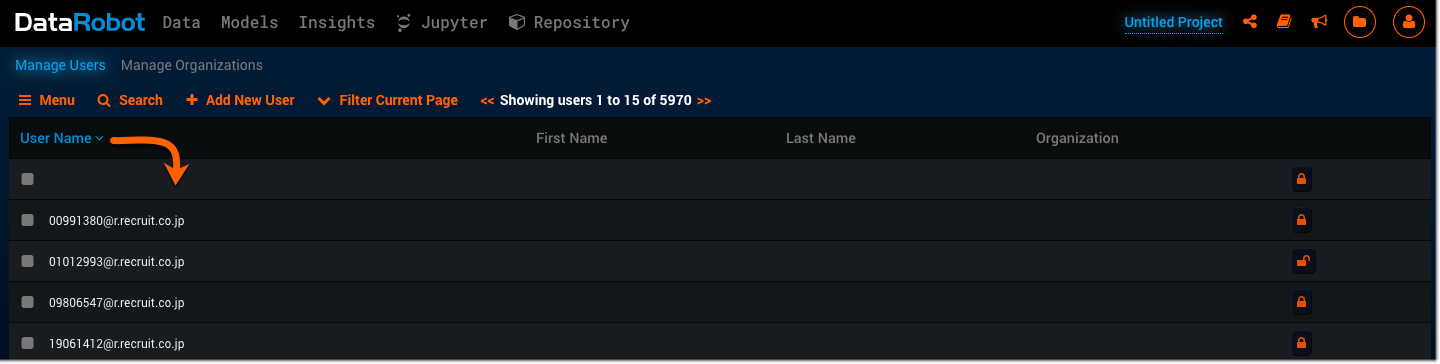 DataRobot Data Models Insights Jupyter Repository Untitled Project
Manage Users Manage Organizations
Menu Search Add New User Filter Current Page << Showing users 1 to 15 of 5970 >>
User Name First Name Last Name Organization
00991380@r.recruit.co.jp
01012993@r.recruit.co.jp
09806547@r.recruit.co.jp
19061412@r.recruit.co.jp